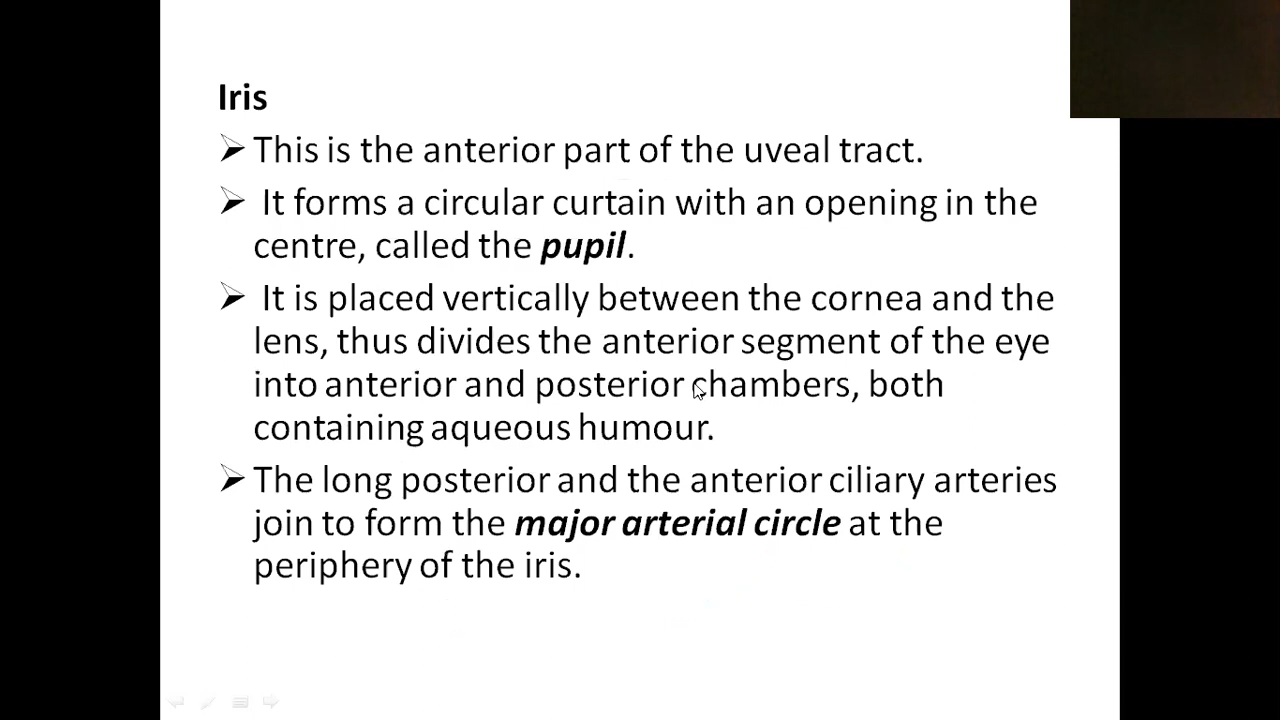 Iris
➢ This is the anterior part of the uveal tract.
➢ It forms a circular curtain with an opening in the
centre, called the pupil.
➢ It is placed vertically between the cornea and the
lens, thus divides the anterior segment of the eye
into anterior and posterior chambers, both
containing aqueous humour.
➢ The long posterior and the anterior ciliary arteries
join to form the major arterial circle at the
periphery of the iris.